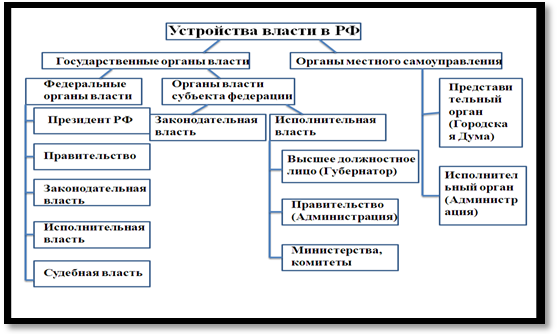 Устройства власти в РФ
Государственные органы власти
Органы местного самоуправления
Федеральные
органы власти
Органы власти
субъекта федерации
Президент РФ
Правительство
Законодательная
власть
Исполнительная
власть
Судебная власть
Законодательная
власть
Исполнительная
власть
Высшее должностное
лицо (Губернатор)
Правительство
(Администрация)
Министерства,
комитеты
Представи
тельный
орган
(Городска
я Дума)
Исполнител
ьный орган
(Администр
ация)